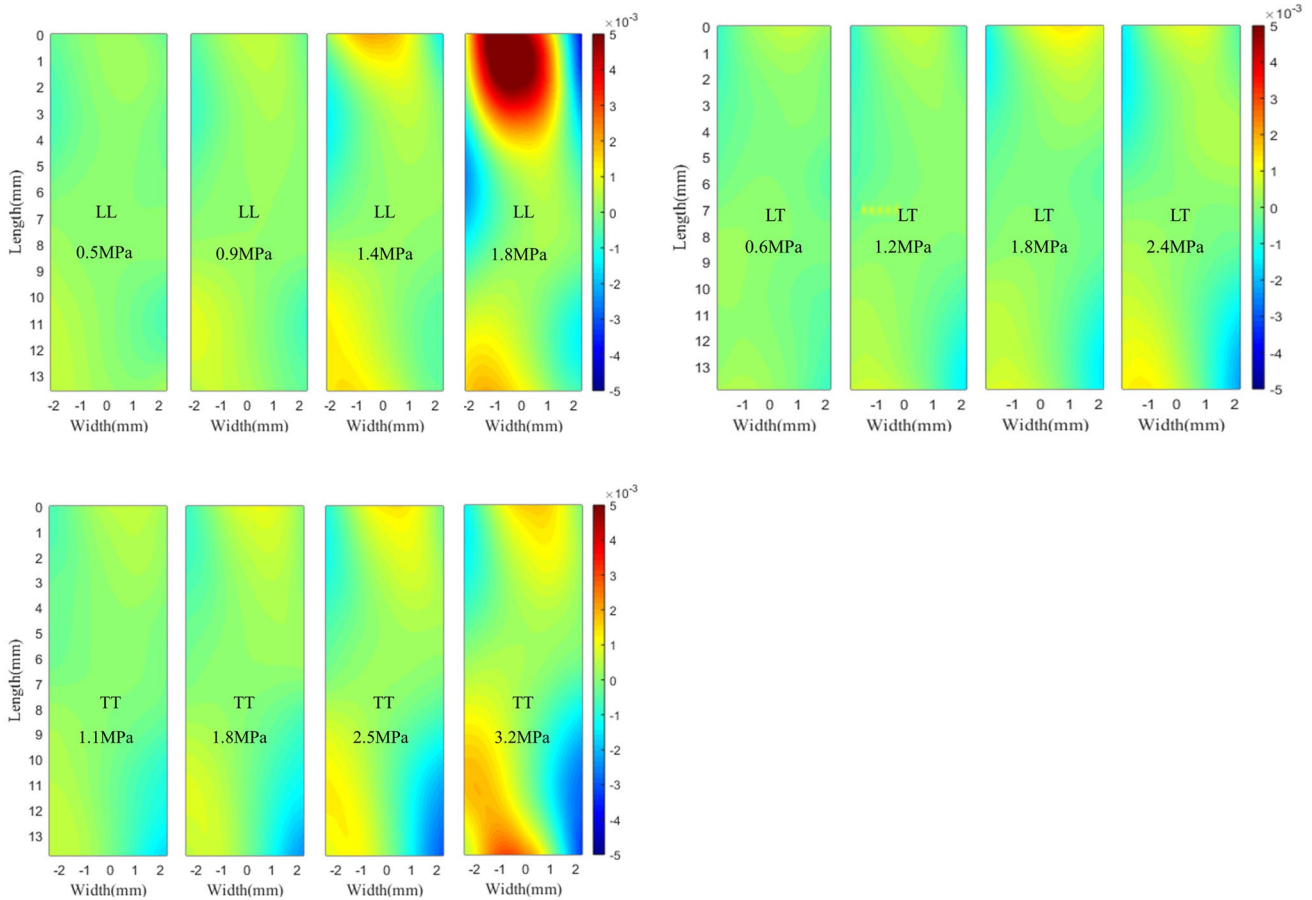 ×10⁻³
0
1
2
3
4
5
6
7
8
9
10
11
12
13
Length(mm)
LL
0.5MPa
LL
0.9MPa
LL
1.4MPa
LL
1.8MPa
5
4
3
2
1
0
-1
-2
-3
-4
-5
-2 -1 0 1 2
-2 -1 0 1 2
-2 -1 0 1 2
-2 -1 0 1 2
Width(mm) Width(mm) Width(mm) Width(mm)
×10⁻³
0
1
2
3
4
5
6
7
8
9
10
11
12
13
Length(mm)
LT
0.6MPa
LT
1.2MPa
LT
1.8MPa
LT
2.4MPa
5
4
3
2
1
0
-1
-2
-3
-4
-5
-1 0 1 2
-1 0 1 2
-1 0 1 2
-1 0 1 2
Width(mm) Width(mm) Width(mm) Width(mm)
×10⁻³
0
1
2
3
4
5
6
7
8
9
10
11
12
13
Length(mm)
TT
1.1MPa
TT
1.8MPa
TT
2.5MPa
TT
3.2MPa
5
4
3
2
1
0
-1
-2
-3
-4
-5
-2 -1 0 1 2
-2 -1 0 1 2
-2 -1 0 1 2
-2 -1 0 1 2
Width(mm) Width(mm) Width(mm) Width(mm)